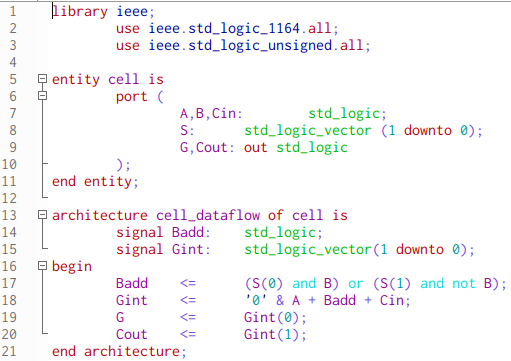 1 library ieee;
2 use ieee.std_logic_1164.all;
3 use ieee.std_logic_unsigned.all;
4
5 entity cell is
6 port (
7 A,B,Cin: std_logic;
8 S: std_logic_vector (1 downto 0);
9 G,Cout: out std_logic
10 );
11 end entity;
12
13 architecture cell_dataflow of cell is
14 signal Badd: std_logic;
15 signal Gint: std_logic_vector(1 downto 0);
16 begin
17 Badd <= (S(0) and B) or (S(1) and not B);
18 Gint <= '0' & A + Badd + Cin;
19 G <= Gint(0);
20 Cout <= Gint(1);
21 end architecture;